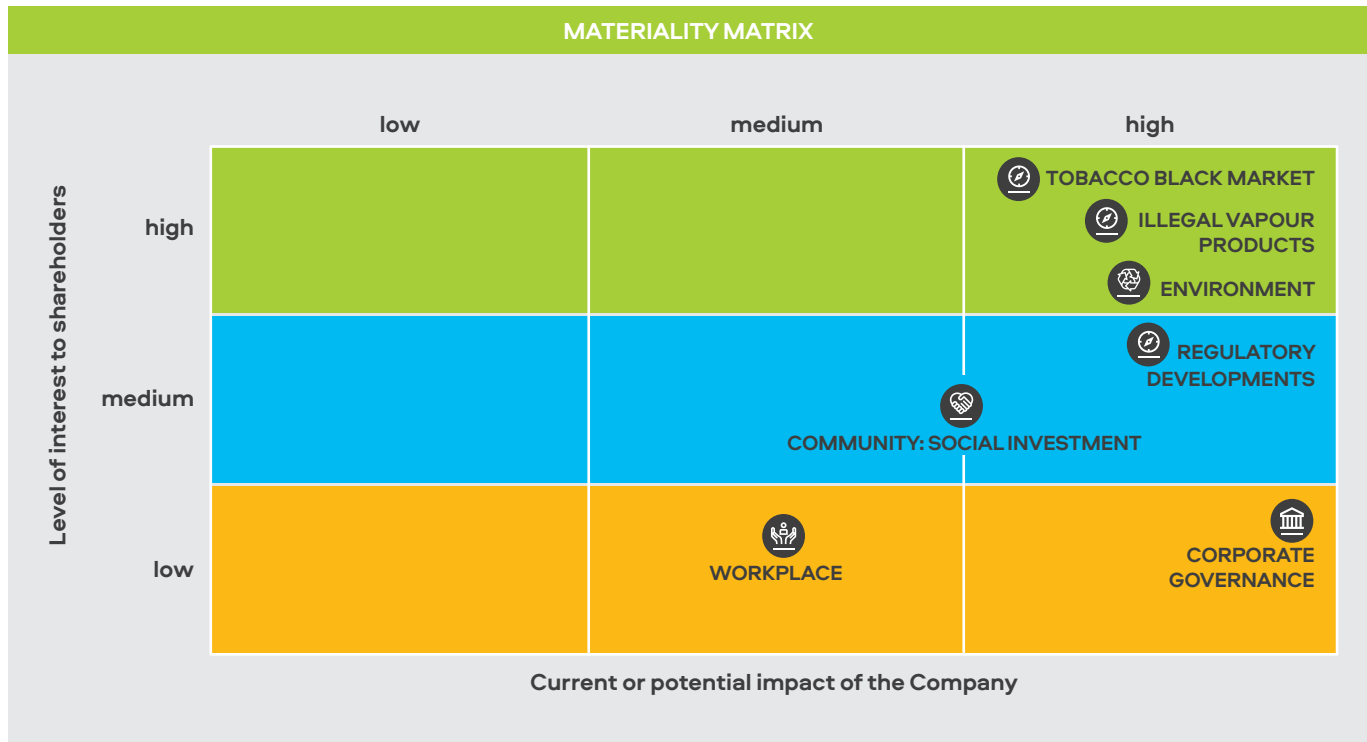 MATERIALITY MATRIX
low medium high
Level of interest to shareholders
high
TOBACCO BLACK MARKET
ILLEGAL VAPOUR
PRODUCTS
ENVIRONMENT
medium
REGULATORY
DEVELOPMENTS
COMMUNITY: SOCIAL INVESTMENT
low
WORKPLACE
CORPORATE
GOVERNANCE
Current or potential impact of the Company